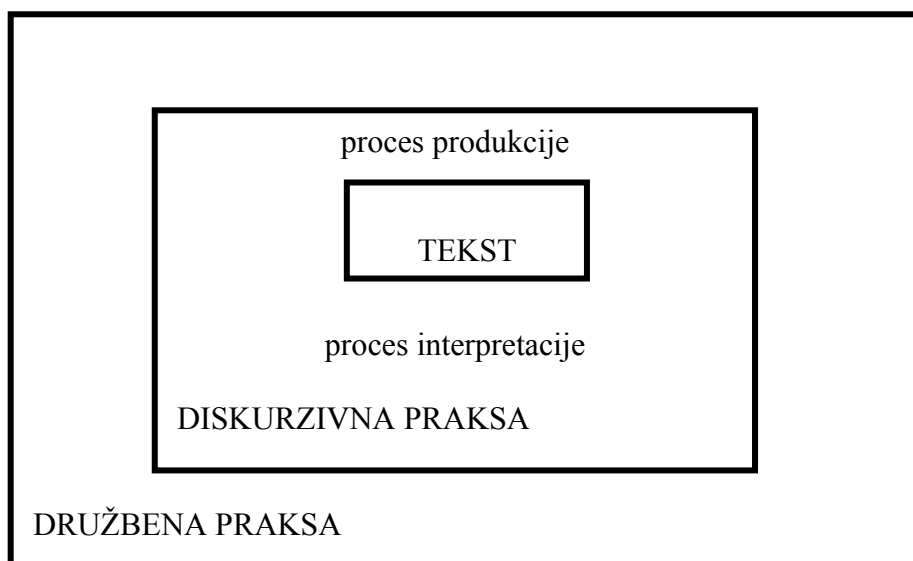 proces produkcije
TEKST
proces interpretacije
DISKURZIVNA PRAKSA
DRUŽBENA PRAKSA